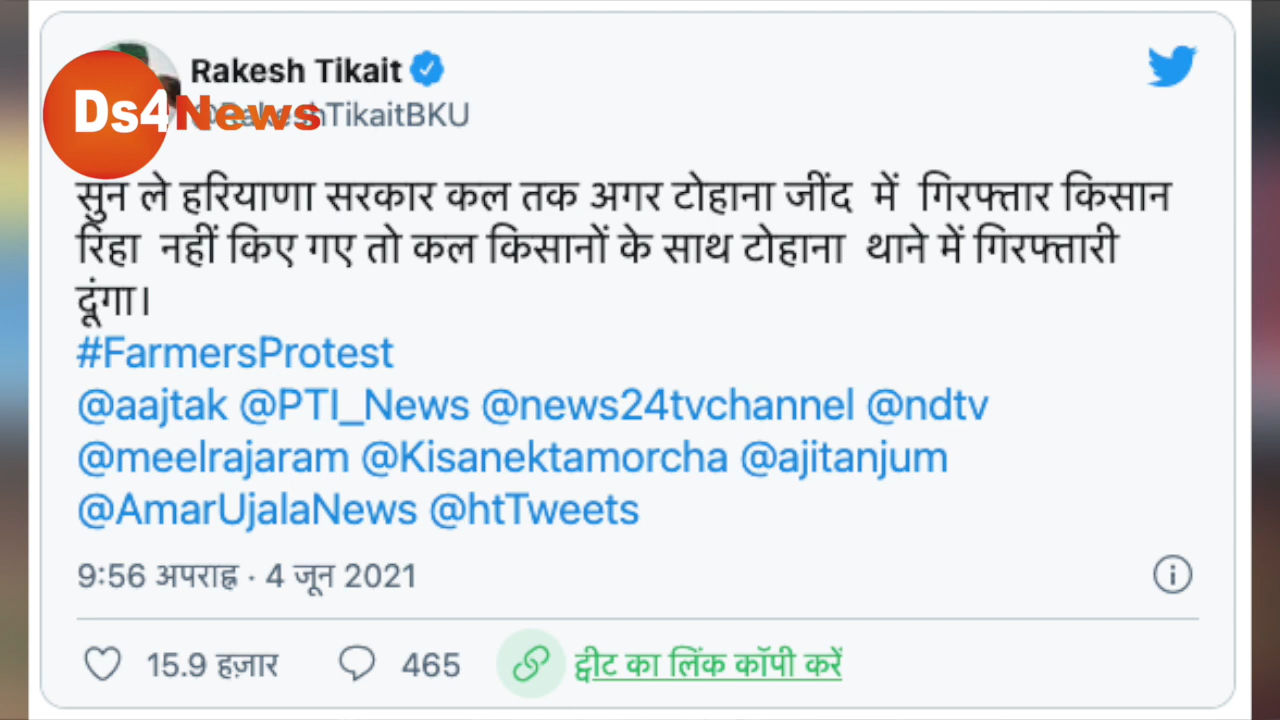 Rakesh Tikait
Ds4News
@RakeshTikaitBKU
सुन ले हरियाणा सरकार कल तक अगर टोहाना जींद में गिरफ्तार किसान
रिहा नहीं किए गए तो कल किसानों के साथ टोहाना थाने में गिरफ्तारी
दूंगा।
#FarmersProtest
@aajtak @PTI_News @news24tvchannel @ndtv
@meelrajaram @Kisanektamorcha @ajitanjum
@AmarUjalaNews @htTweets
9:56 अपराह्न · 4 जून 2021
15.9 हज़ार 465 ट्वीट का लिंक कॉपी करें